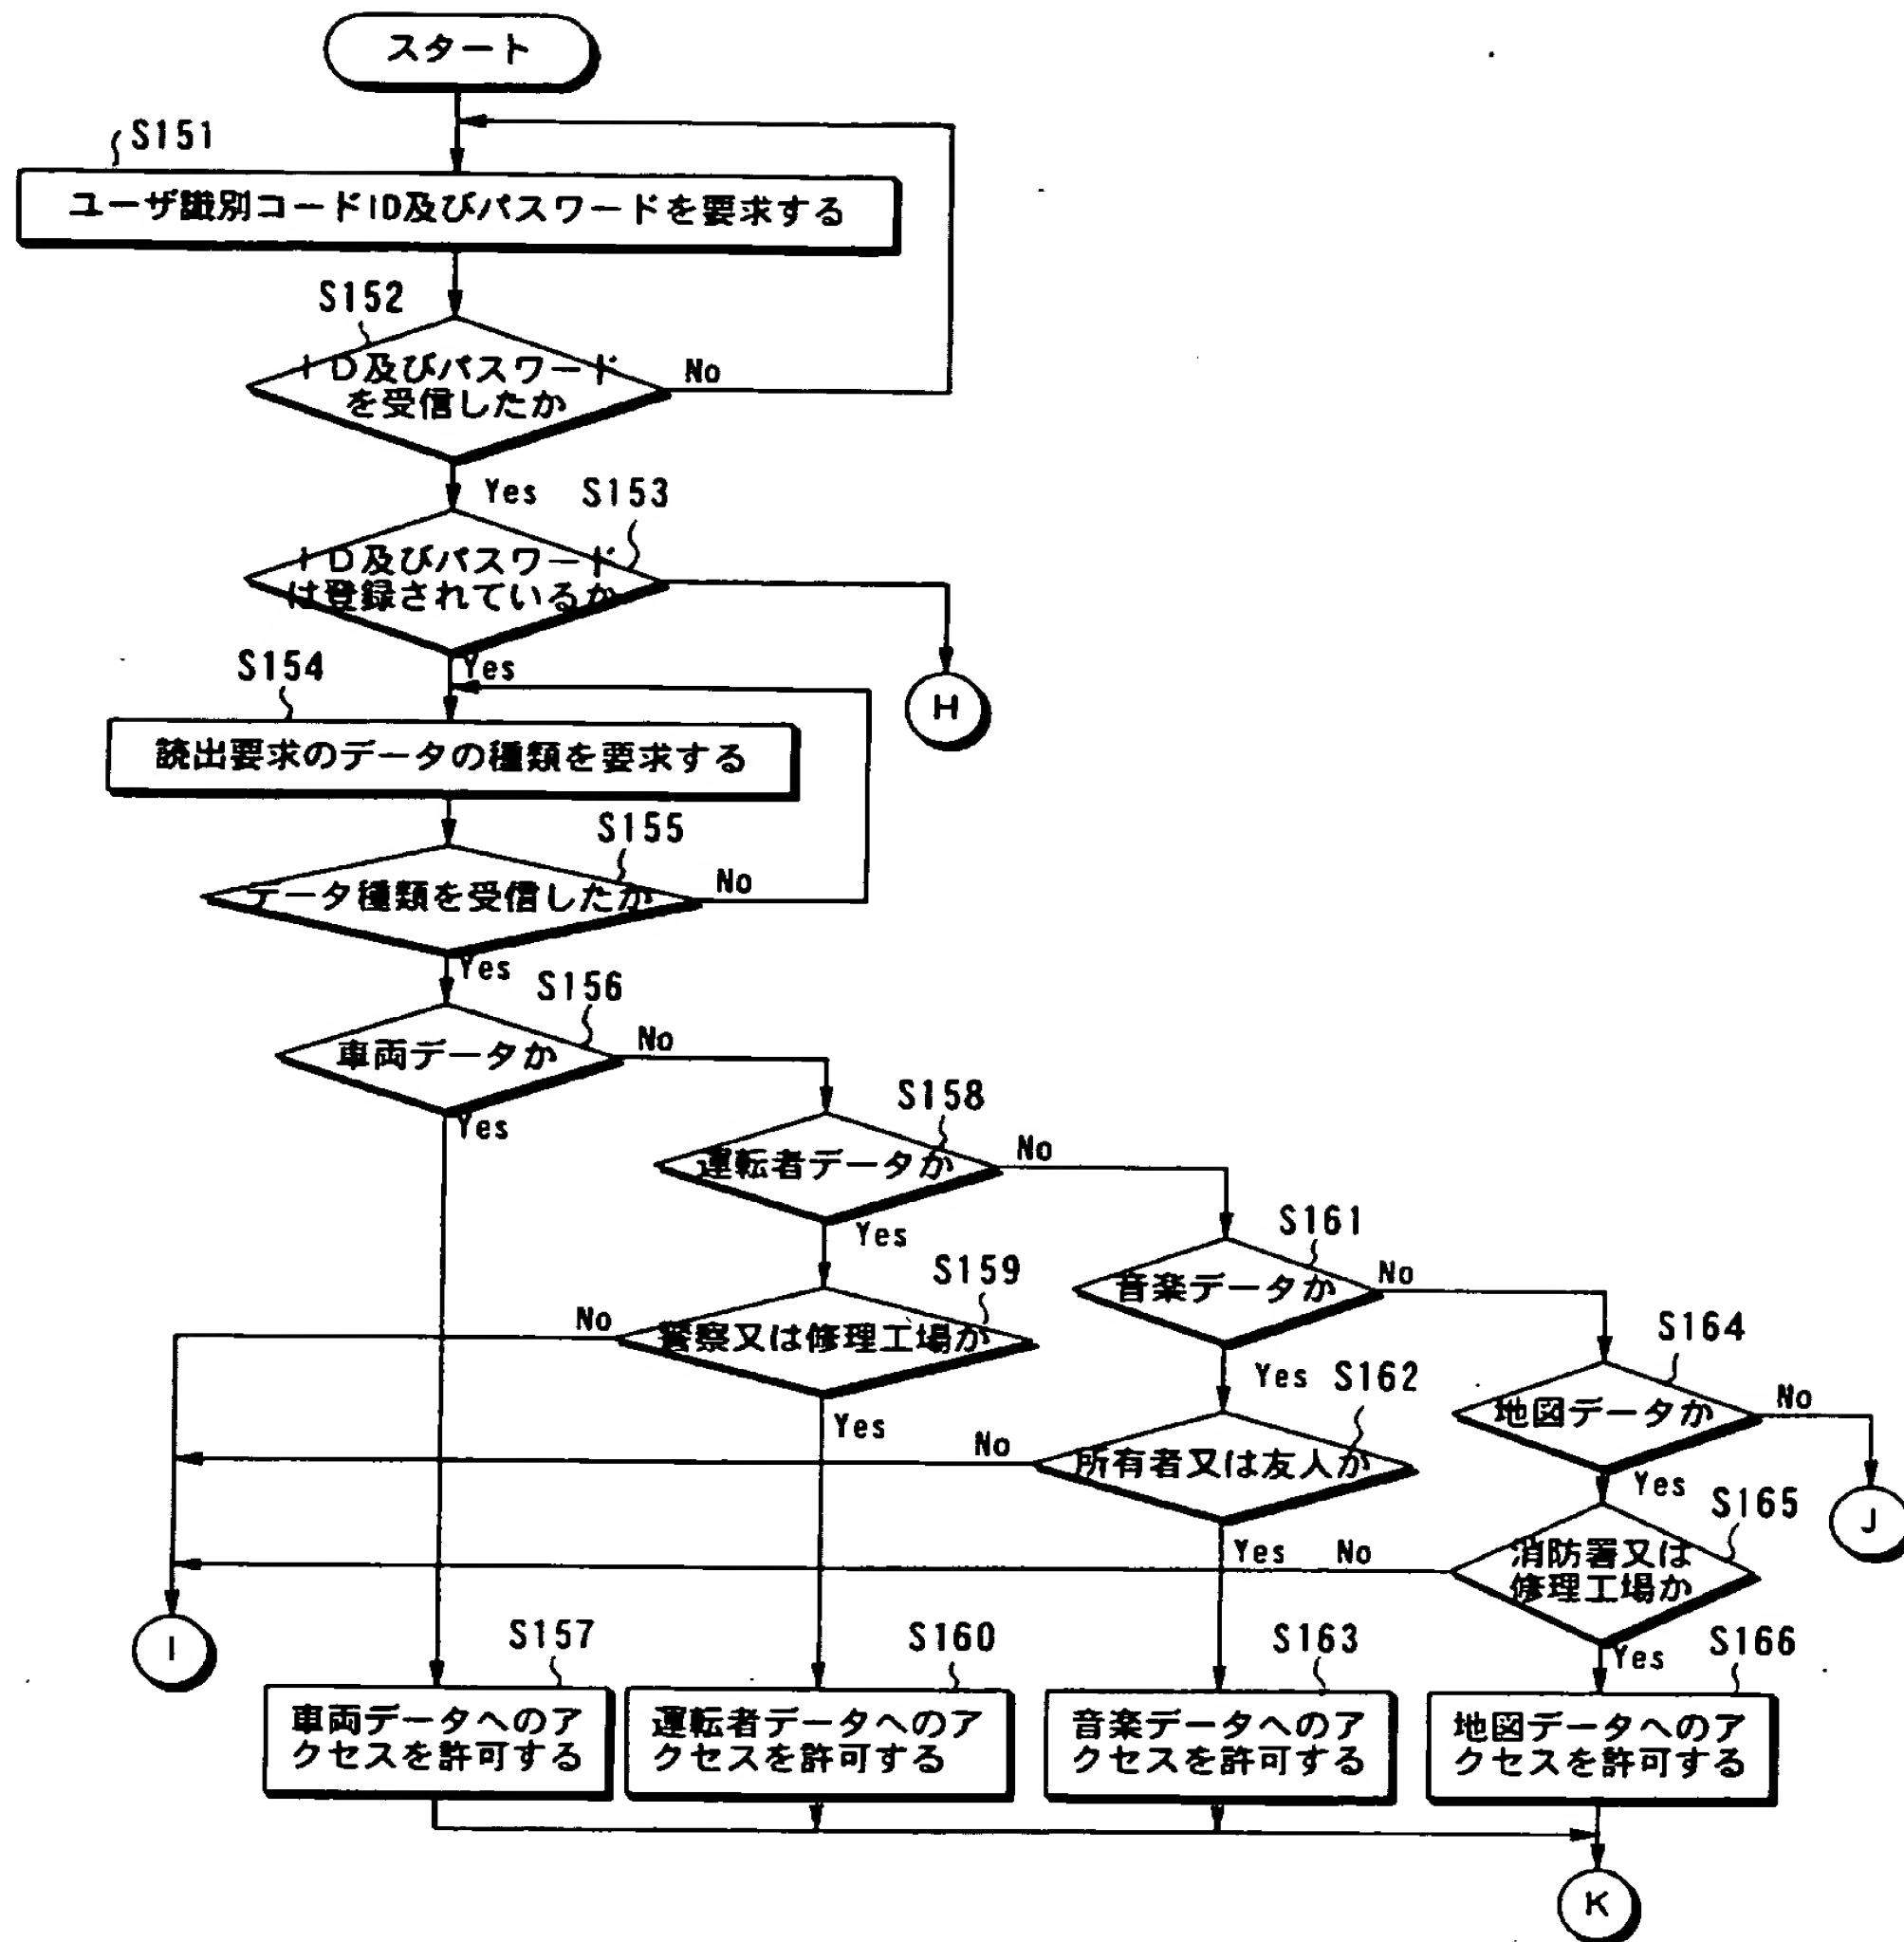 スタート
S151
ユーザ識別コードID及びパスワードを要求する
S152
ID及びパスワード
を受信したか
No
Yes
S153
ID及びパスワード
は登録されているか
Yes
H
S154
読出要求のデータの種類を要求する
S155
データ種類を受信したか
No
Yes
S156
車両データか
No
Yes
S158
運転者データか
No
Yes
S161
音楽データか
No
Yes
S159
警察又は修理工場か
No
Yes
S164
地図データか
No
Yes
J
S162
所有者又は友人か
No
Yes
S165
消防署又は
修理工場か
No
Yes
I
S157
車両データへのア
クセスを許可する
S160
運転者データへのア
クセスを許可する
S163
音楽データへのア
クセスを許可する
S166
地図データへのア
クセスを許可する
K